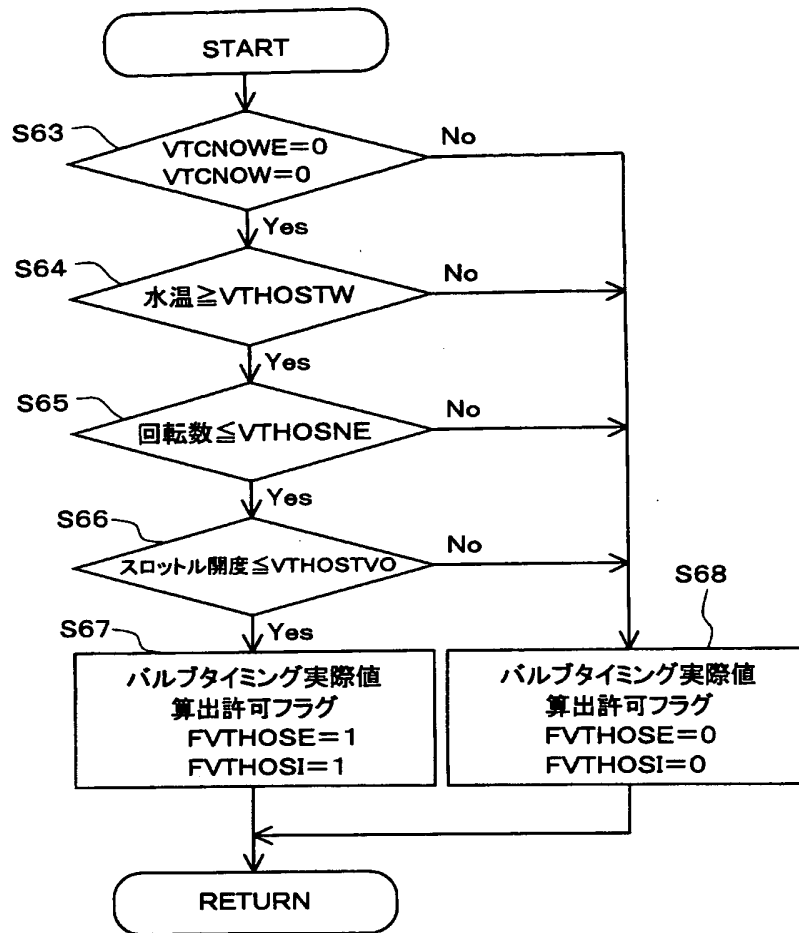 START
S63
VTCNOWE=0
VTCNOW=0
No
Yes
S64
水温≧VTHOSTW
No
Yes
S65
回転数≦VTHOSNE
No
Yes
S66
スロットル開度≦VTHOSTVO
No
Yes
S67
バルブタイミング実際値
算出許可フラグ
FVTHOSE=1
FVTHOSI=1
S68
バルブタイミング実際値
算出許可フラグ
FVTHOSE=0
FVTHOSI=0
RETURN